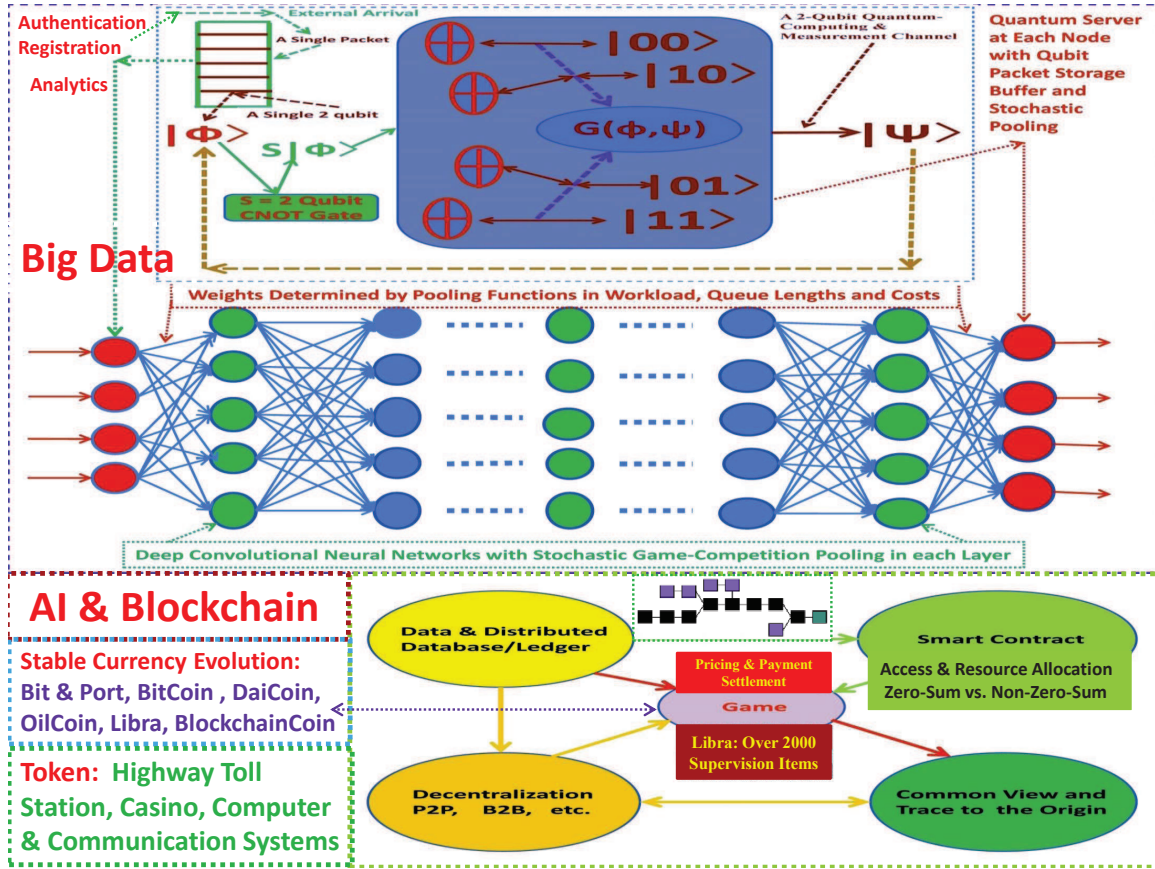 Authentication
Registration
Analytics
External Arrival
A Single Packet
A Single 2 qubit
|Φ>
S|Φ>
S = 2 Qubit
CNOT Gate
|00>
|10>
G(ϕ,ψ)
|01>
|11>
A 2-Qubit Quantum-
Computing &
Measurement Channel
|Ψ>
Quantum Server
at Each Node
with Qubit
Packet Storage
Buffer and
Stochastic
Pooling
Big Data
Weights Determined by Pooling Functions in Workload, Queue Lengths and Costs
Deep Convolutional Neural Networks with Stochastic Game-Competition Pooling in each Layer
AI & Blockchain
Stable Currency Evolution:
Bit & Port, BitCoin , DaiCoin,
OilCoin, Libra, BlockchainCoin
Token: Highway Toll
Station, Casino, Computer
& Communication Systems
Data & Distributed
Database/Ledger
Smart Contract
Access & Resource Allocation
Zero-Sum vs. Non-Zero-Sum
Pricing & Payment
Settlement
Game
Libra: Over 2000
Supervision Items
Decentralization
P2P, B2B, etc.
Common View and
Trace to the Origin